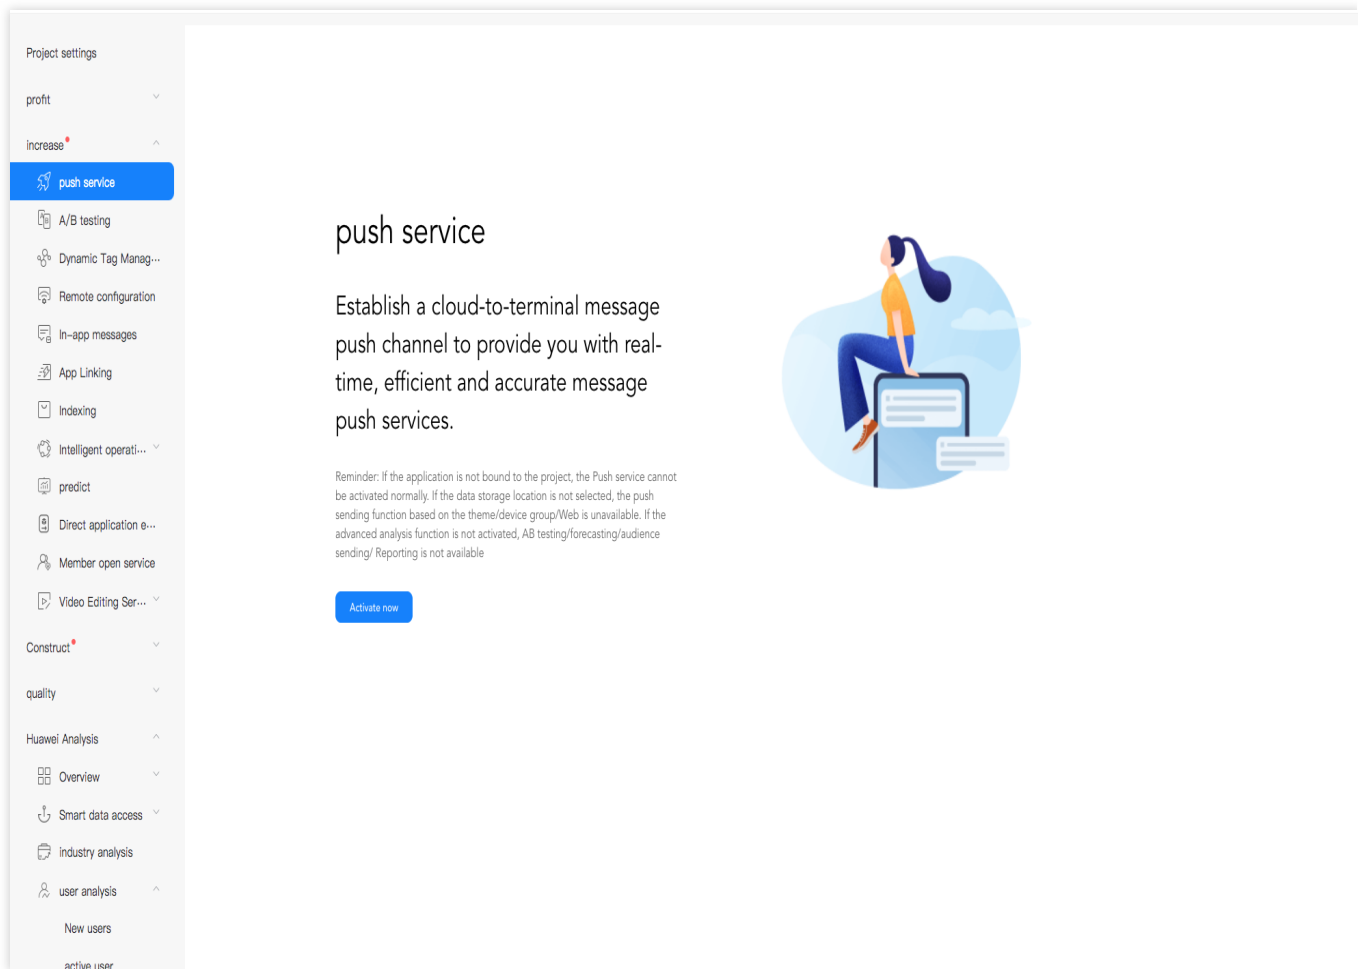 Project settings
profit
increase
push service
A/B testing
Dynamic Tag Manag···
Remote configuration
In-app messages
App Linking
Indexing
Intelligent operati···
predict
Direct application e···
Member open service
Video Editing Ser···
Construct
quality
Huawei Analysis
Overview
Smart data access
industry analysis
user analysis
New users
active user
push service
Establish a cloud-to-terminal message
push channel to provide you with real-
time, efficient and accurate message
push services.
Reminder: If the application is not bound to the project, the Push service cannot
be activated normally. If the data storage location is not selected, the push
sending function based on the theme/device group/Web is unavailable. If the
advanced analysis function is not activated, AB testing/forecasting/audience
sending/ Reporting is not available
Activate now